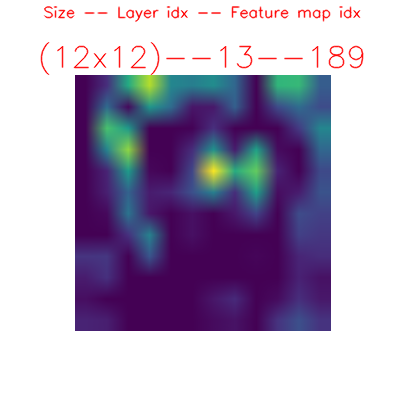 Size -- Layer idx -- Feature map idx
(12x12)--13--189